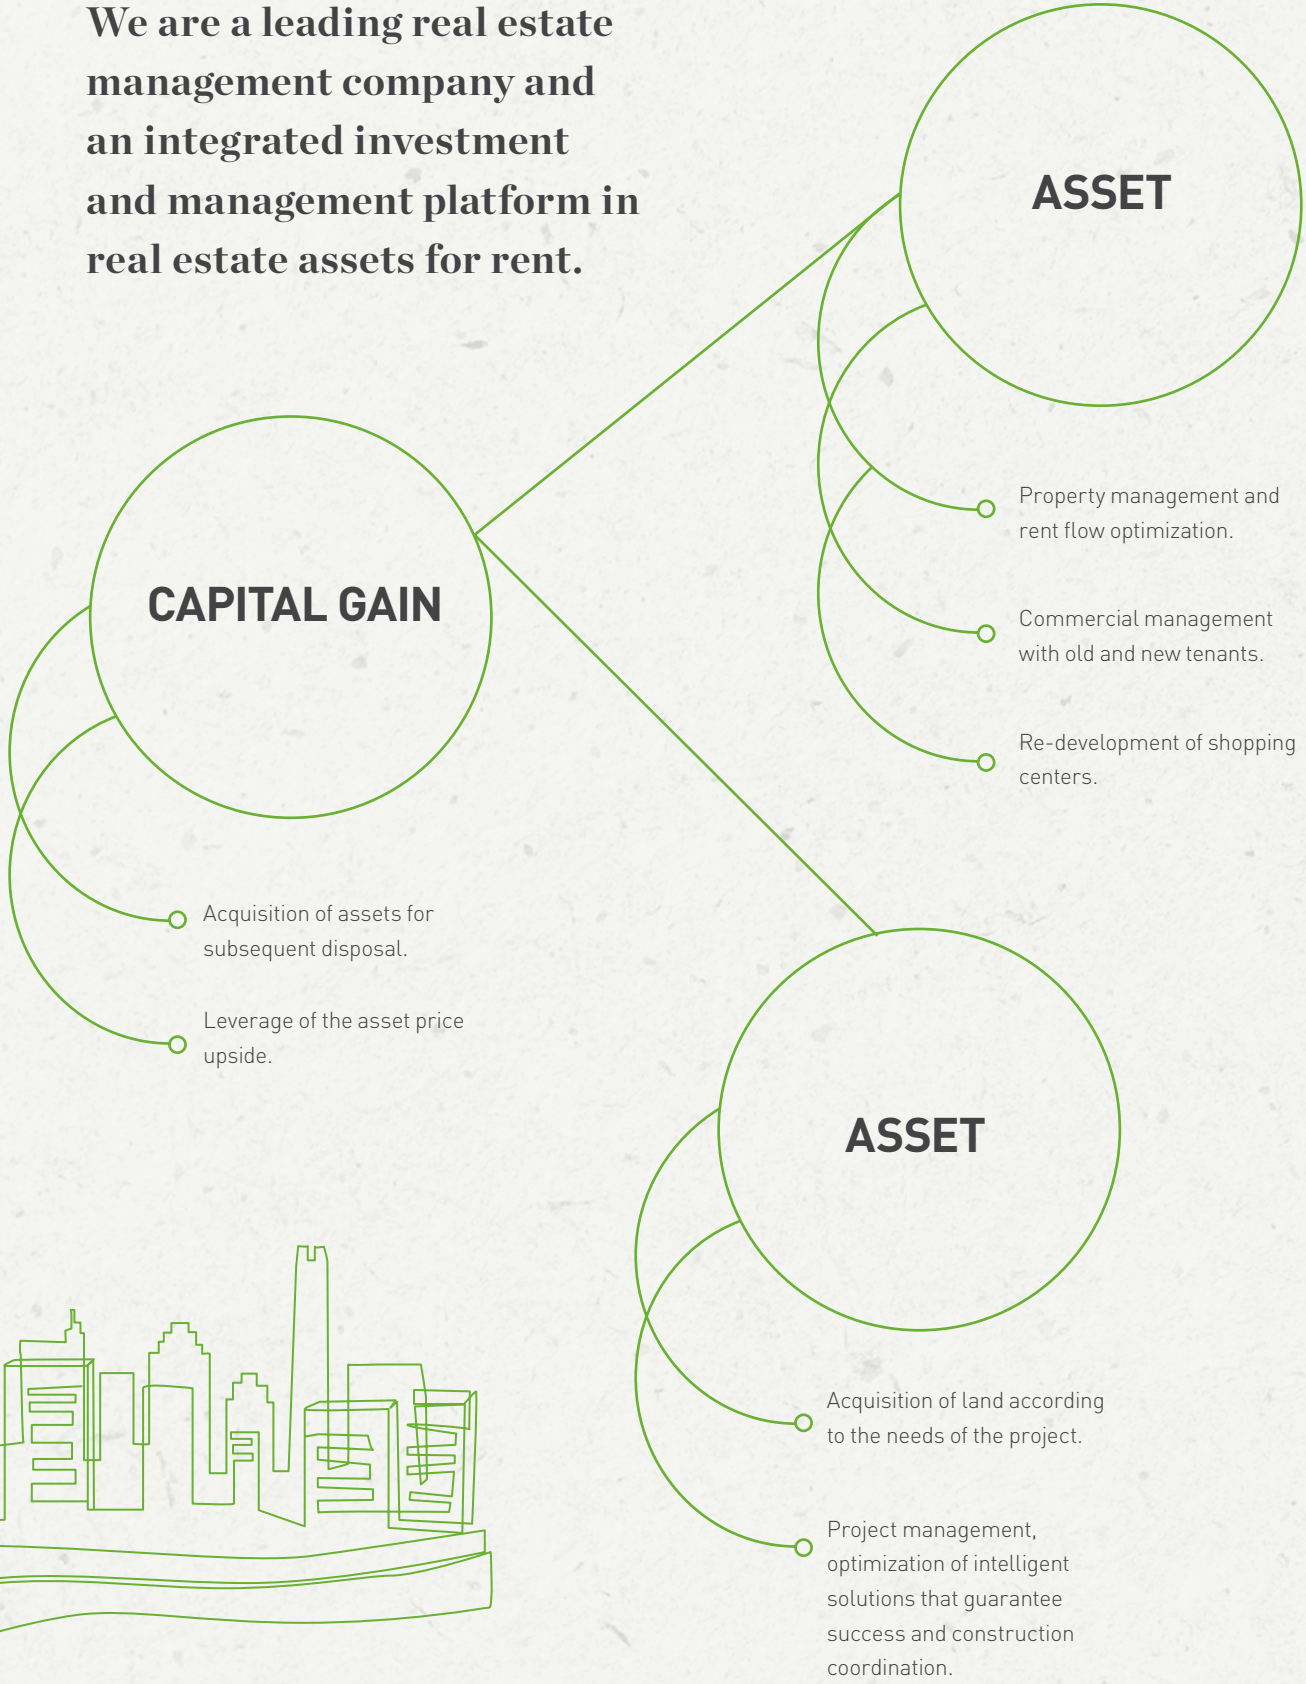 We are a leading real estate
management company and
an integrated investment
and management platform in
real estate assets for rent.
ASSET
Property management and
rent flow optimization.
Commercial management
with old and new tenants.
Re-development of shopping
centers.
CAPITAL GAIN
Acquisition of assets for
subsequent disposal.
Leverage of the asset price
upside.
ASSET
Acquisition of land according
to the needs of the project.
Project management,
optimization of intelligent
solutions that guarantee
success and construction
coordination.